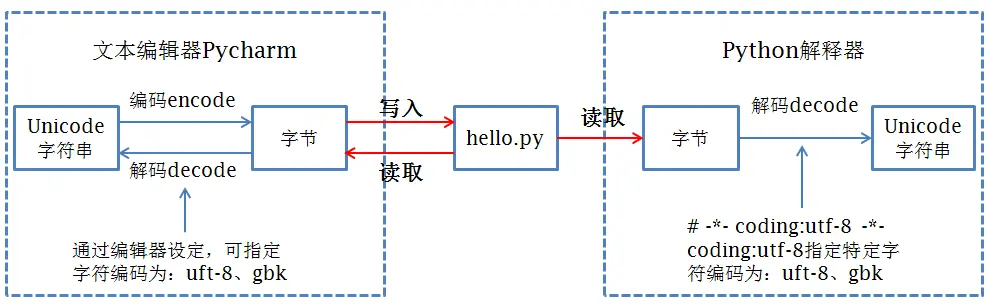 文本编辑器Pycharm
编码encode
Unicode
字符串
字节
解码decode
通过编辑器设定，可指定
字符编码为：uft-8、gbk
写入
读取
hello.py
读取
Python解释器
字节
解码decode
Unicode
字符串
# -*- coding:utf-8 -*-
coding:utf-8指定特定字
符编码为：uft-8、gbk